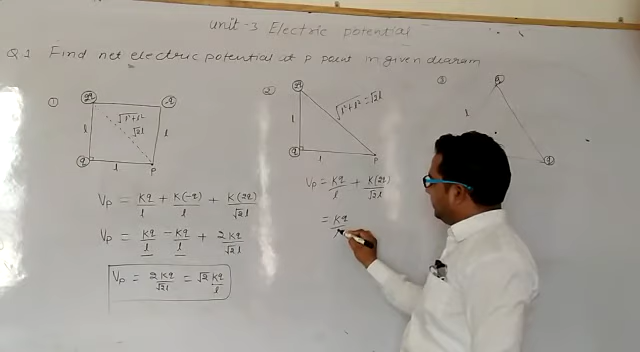 unit-3 Electric potential
Q.1 Find net electric potential at P point in given diagram
①
2q
-q
√l²+l²
√2l
l
l
l
q
P
Vp = Kq/l + K(-q)/l + K(2q)/√2l
Vp = Kq/l - Kq/l + 2Kq/√2l
Vp = 2Kq/√2l = √2 Kq/l
②
2q
√l²+l² = √2l
l
q
l
P
Vp = Kq/l + K(2q)/√2l
= Kq/
③
q
l
q